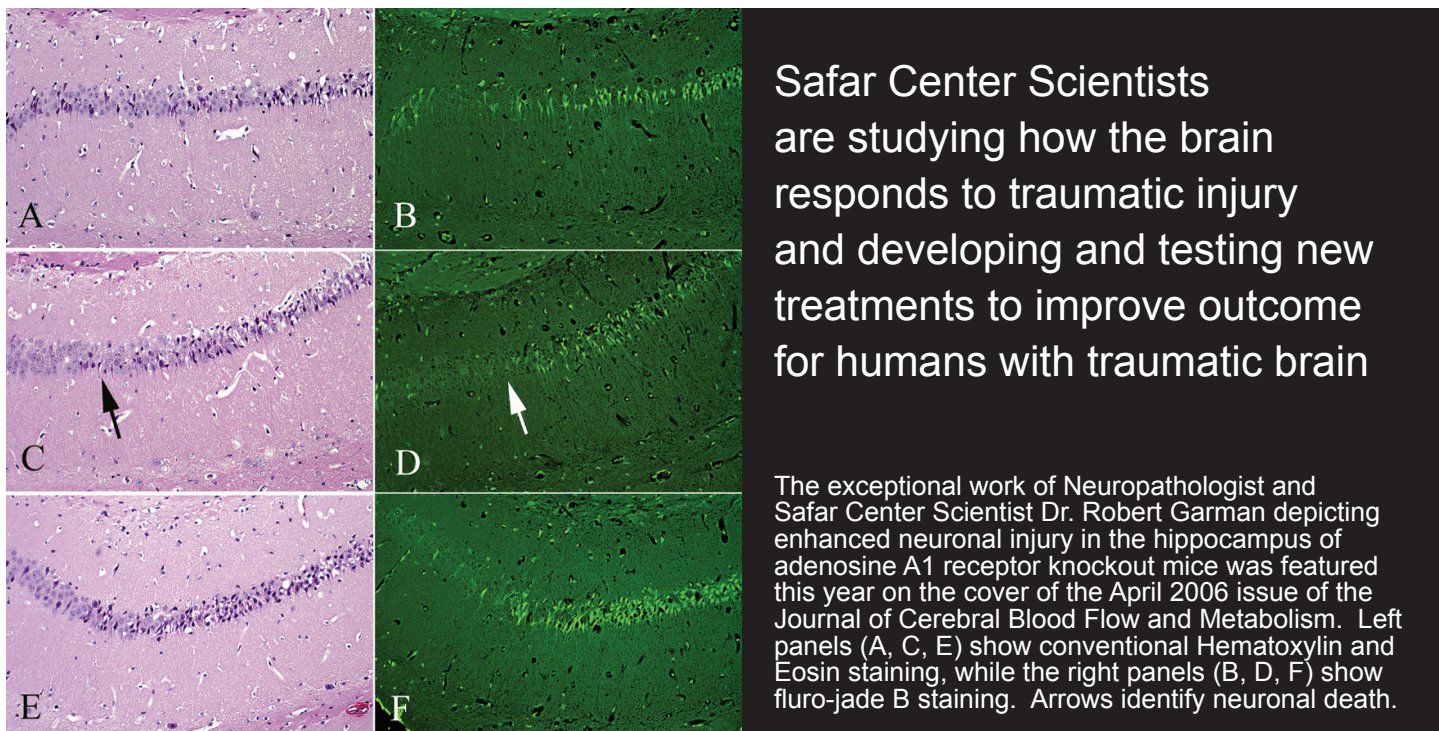 A
B
C
D
E
F
Safar Center Scientists
are studying how the brain
responds to traumatic injury
and developing and testing new
treatments to improve outcome
for humans with traumatic brain
The exceptional work of Neuropathologist and
Safar Center Scientist Dr. Robert Garman depicting
enhanced neuronal injury in the hippocampus of
adenosine A1 receptor knockout mice was featured
this year on the cover of the April 2006 issue of the
Journal of Cerebral Blood Flow and Metabolism.  Left
panels (A, C, E) show conventional Hematoxylin and
Eosin staining, while the right panels (B, D, F) show
fluro-jade B staining.  Arrows identify neuronal death.